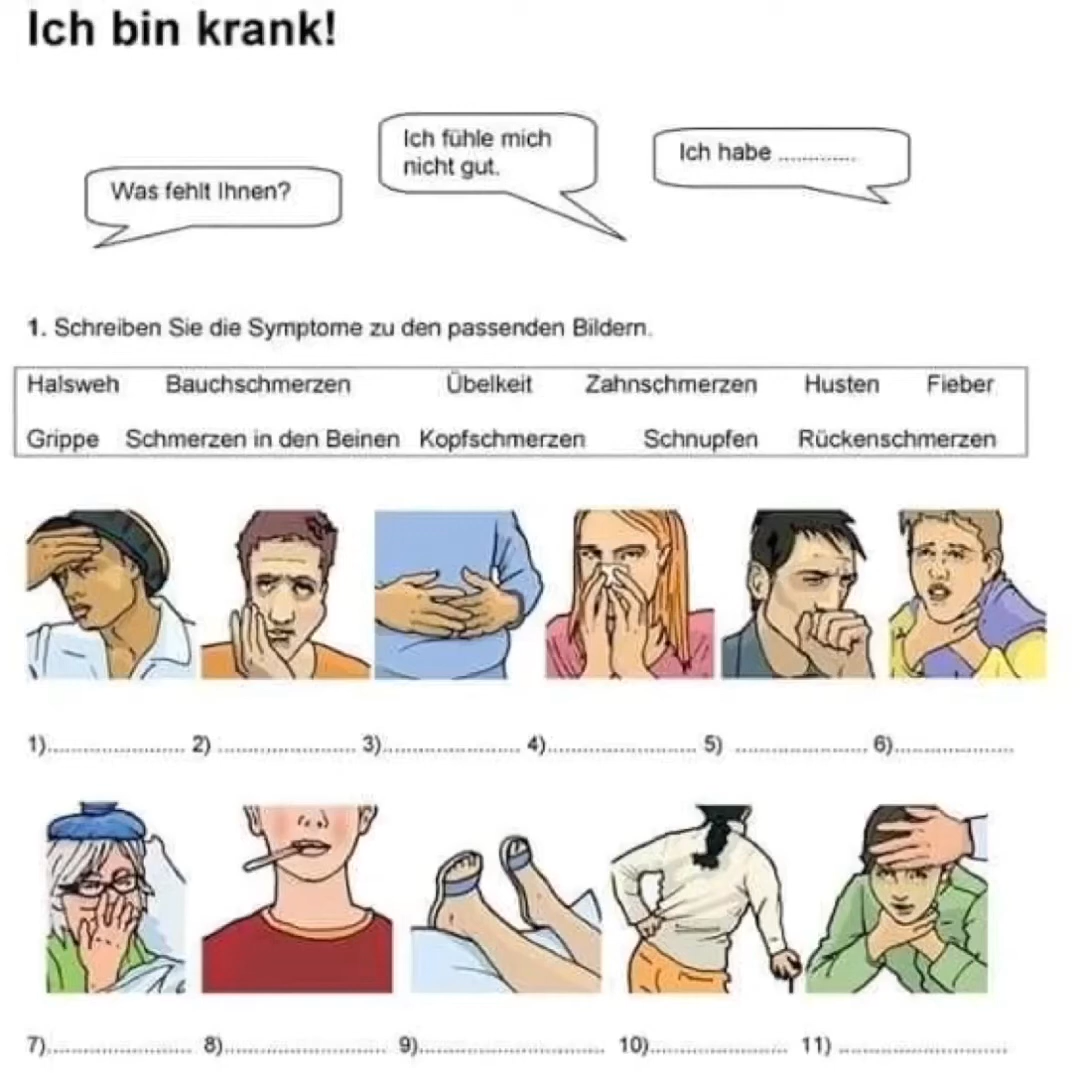 Ich bin krank!
Was fehlt Ihnen?
Ich fühle mich
nicht gut.
Ich habe .............
1. Schreiben Sie die Symptome zu den passenden Bildern.
Halsweh Bauchschmerzen Übelkeit Zahnschmerzen Husten Fieber
Grippe Schmerzen in den Beinen Kopfschmerzen Schnupfen Rückenschmerzen
1)....................... 2) ....................... 3)....................... 4)......................... 5) ...................... 6)....................
7)........................ 8)........................... 9)............................... 10)....................... 11) ............................